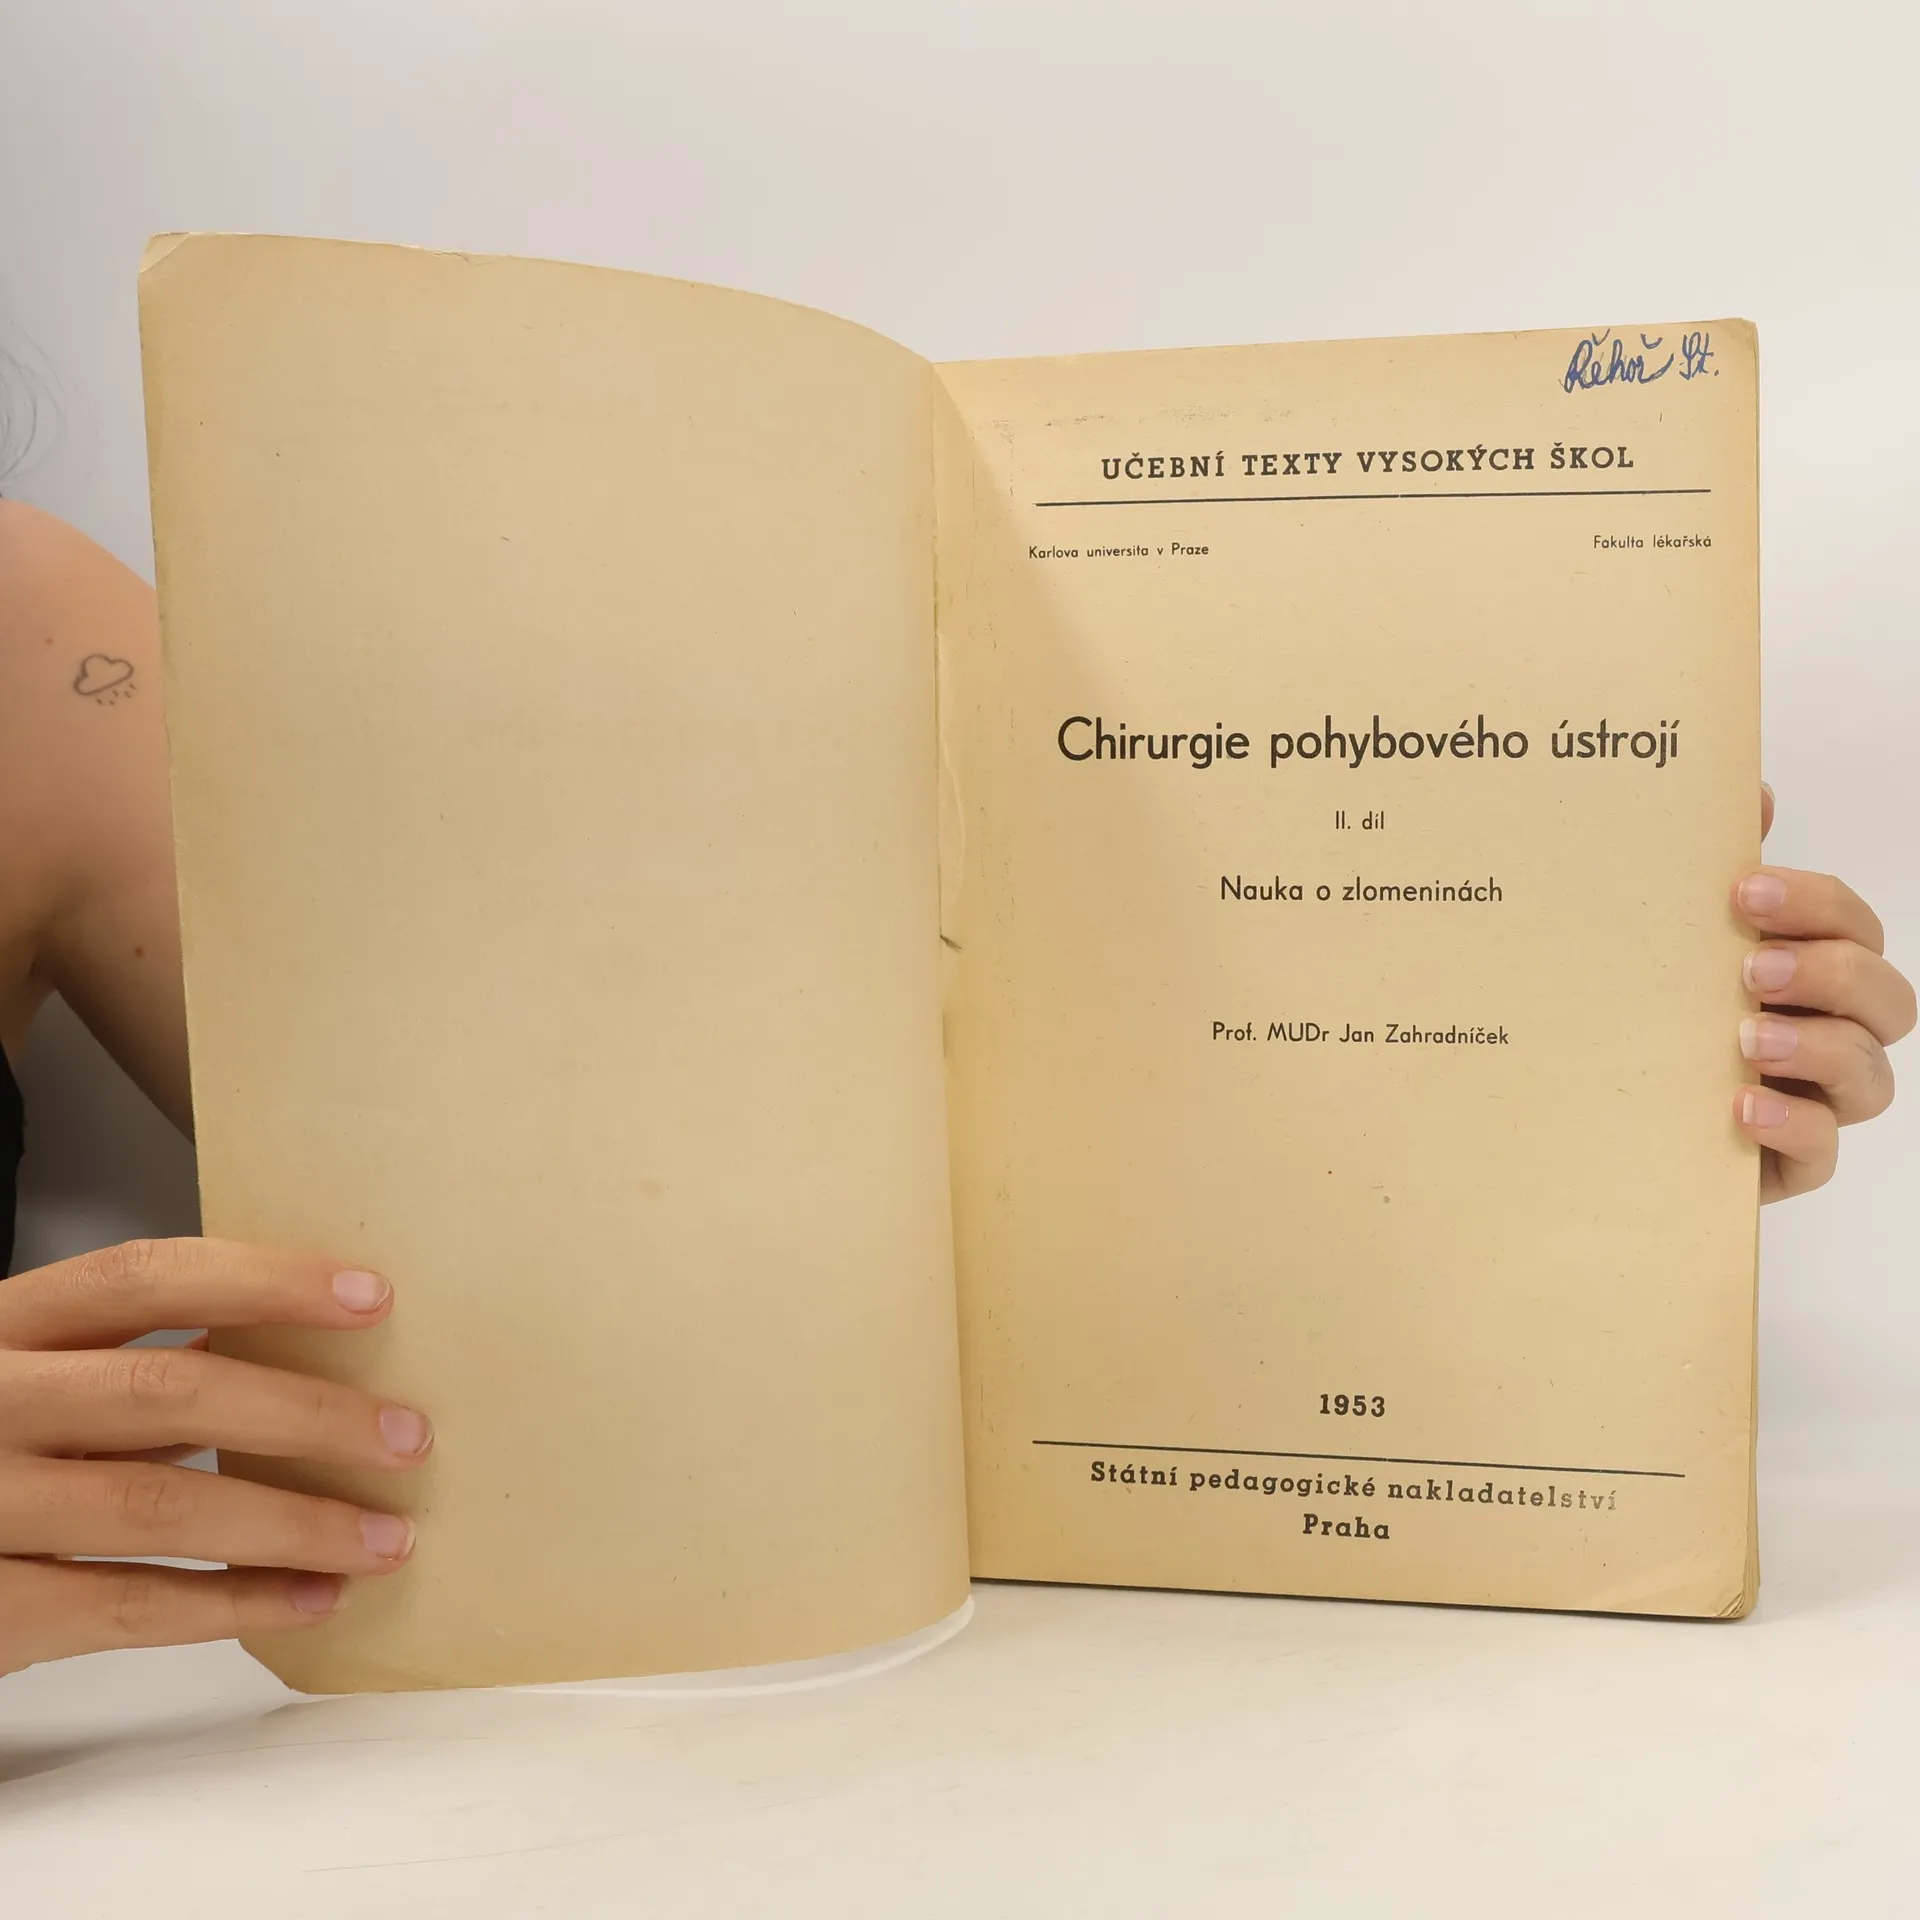 Řehoř St.
UČEBNÍ TEXTY VYSOKÝCH ŠKOL
Karlova universita v Praze Fakulta lékařská
Chirurgie pohybového ústrojí
II. díl
Nauka o zlomeninách
Prof. MUDr Jan Zahradníček
1953
Státní pedagogické nakladatelství
Praha